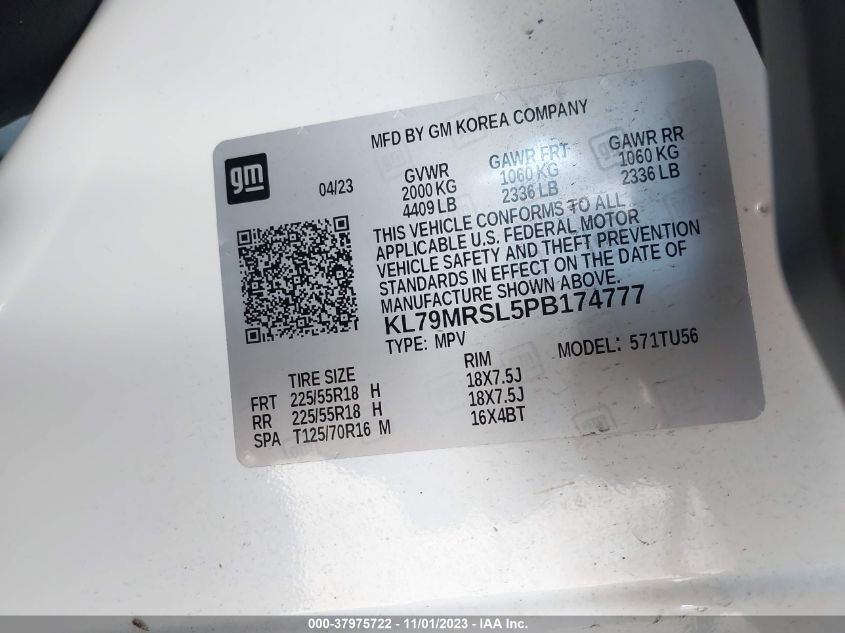 MFD BY GM KOREA COMPANY
gm
04/23
GVWR GAWR FRT GAWR RR
2000 KG 1060 KG 1060 KG
4409 LB 2336 LB 2336 LB
THIS VEHICLE CONFORMS TO ALL
APPLICABLE U.S. FEDERAL MOTOR
VEHICLE SAFETY AND THEFT PREVENTION
STANDARDS IN EFFECT ON THE DATE OF
MANUFACTURE SHOWN ABOVE.
KL79MRSL5PB174777
TYPE: MPV MODEL: 571TU56
TIRE SIZE RIM
FRT 225/55R18 H 18X7.5J
RR 225/55R18 H 18X7.5J
SPA T125/70R16 M 16X4BT
000-37975722 - 11/01/2023 - IAA Inc.